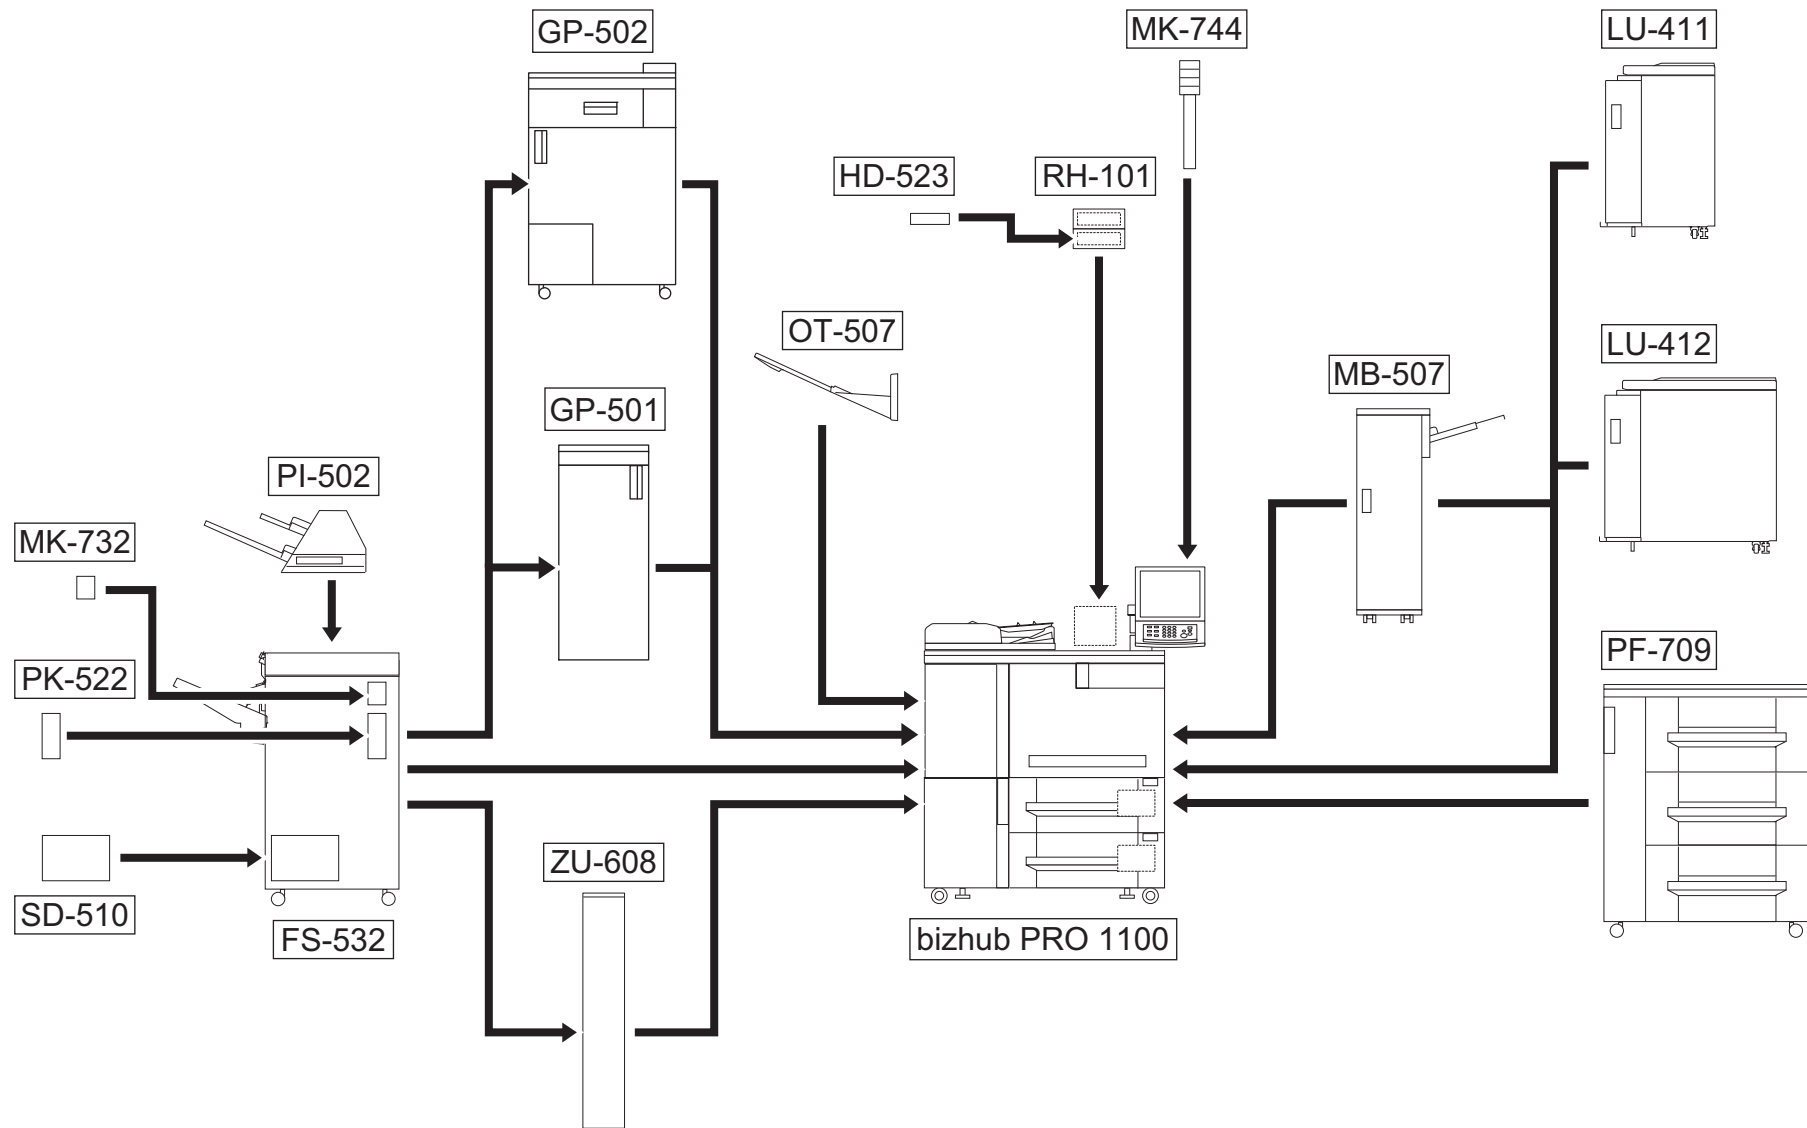 GP-502
MK-744
LU-411
HD-523
RH-101
OT-507
LU-412
MB-507
GP-501
PI-502
MK-732
PK-522
PF-709
ZU-608
SD-510
FS-532
bizhub PRO 1100